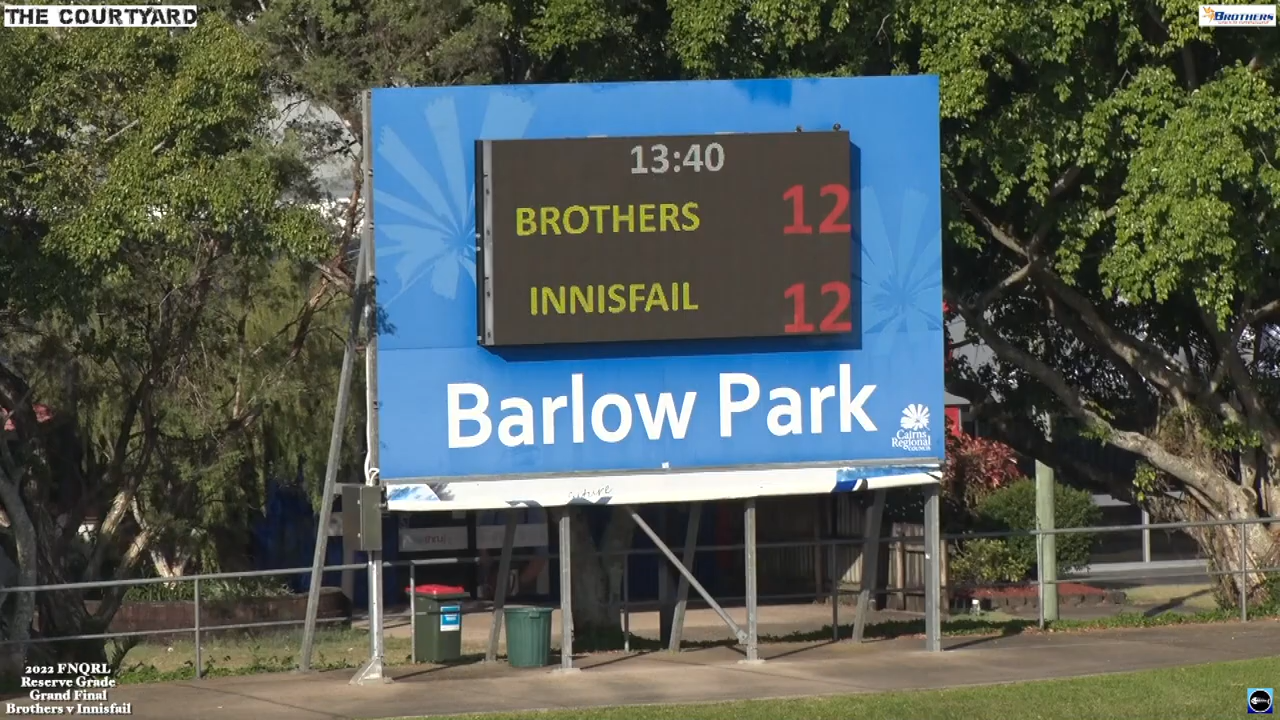 THE COURTYARD
BROTHERS
13:40
BROTHERS 12
INNISFAIL 12
Barlow Park
Cairns
Regional
COUNCIL
future
2022 FNQRL
Reserve Grade
Grand Final
Brothers v Innisfail